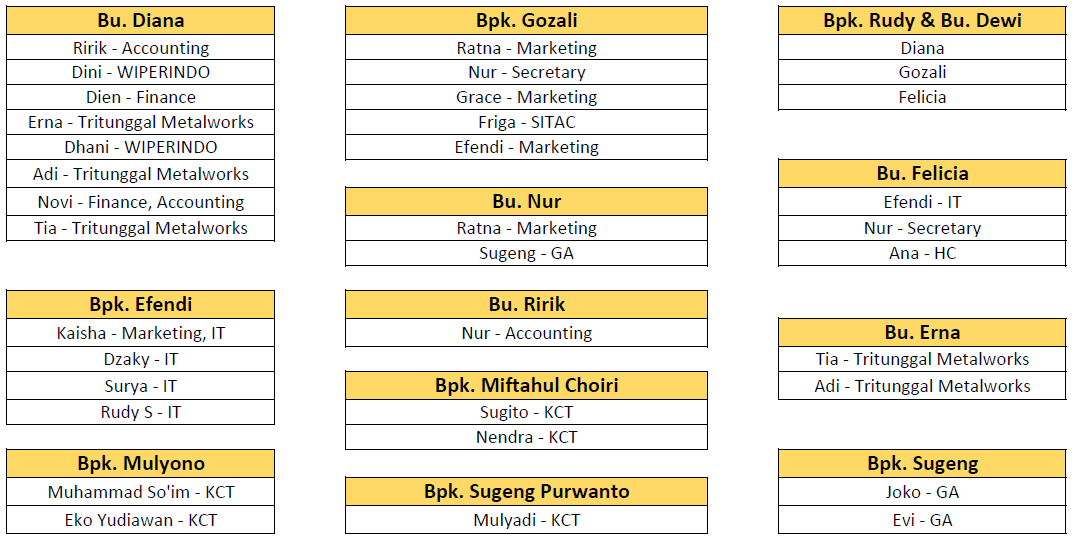 Bu. Diana
Ririk - Accounting
Dini - WIPERINDO
Dien - Finance
Erna - Tritunggal Metalworks
Dhani - WIPERINDO
Adi - Tritunggal Metalworks
Novi - Finance, Accounting
Tia - Tritunggal Metalworks
Bpk. Efendi
Kaisha - Marketing, IT
Dzaky - IT
Surya - IT
Rudy S - IT
Bpk. Mulyono
Muhammad So'im - KCT
Eko Yudiawan - KCT
Bpk. Gozali
Ratna - Marketing
Nur - Secretary
Grace - Marketing
Friga - SITAC
Efendi - Marketing
Bu. Nur
Ratna - Marketing
Sugeng - GA
Bu. Ririk
Nur - Accounting
Bpk. Miftahul Choiri
Sugito - KCT
Nendra - KCT
Bpk. Sugeng Purwanto
Mulyadi - KCT
Bpk. Rudy & Bu. Dewi
Diana
Gozali
Felicia
Bu. Felicia
Efendi - IT
Nur - Secretary
Ana - HC
Bu. Erna
Tia - Tritunggal Metalworks
Adi - Tritunggal Metalworks
Bpk. Sugeng
Joko - GA
Evi - GA